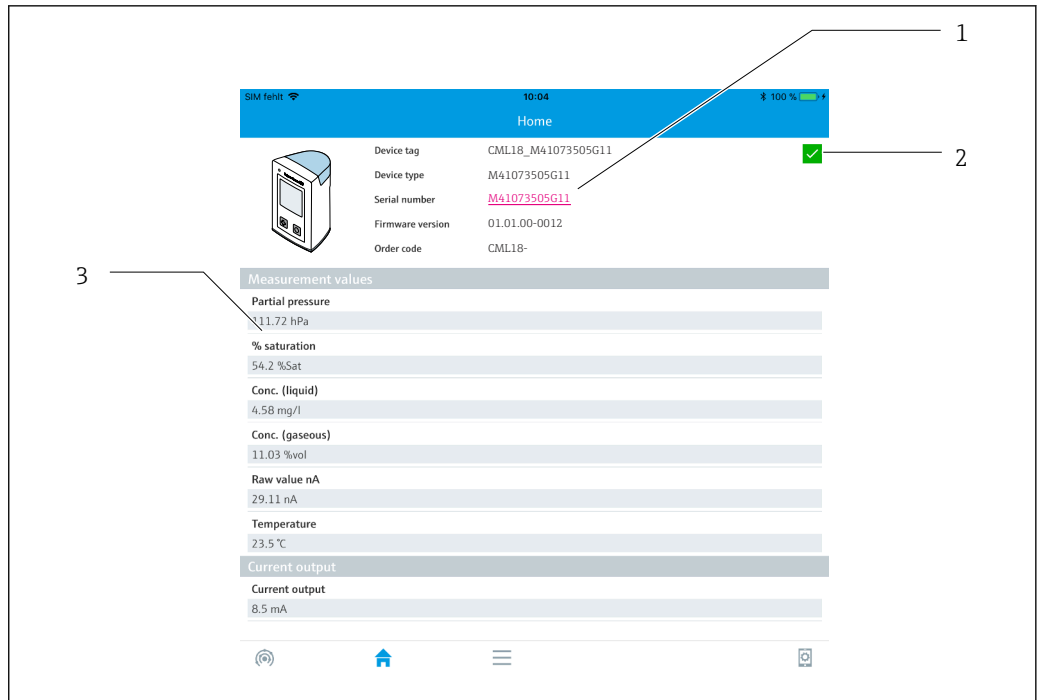 1
SIM fehlt 10:04 100 %
Home
Device tag CML18_M41073505G11
2
Device type M41073505G11
Serial number M41073505G11
Firmware version 01.01.00-0012
Order code CML18-
3
Measurement values
Partial pressure
111.72 hPa
% saturation
54.2 %Sat
Conc. (liquid)
4.58 mg/l
Conc. (gaseous)
11.03 %vol
Raw value nA
29.11 nA
Temperature
23.5 °C
Current output
Current output
8.5 mA